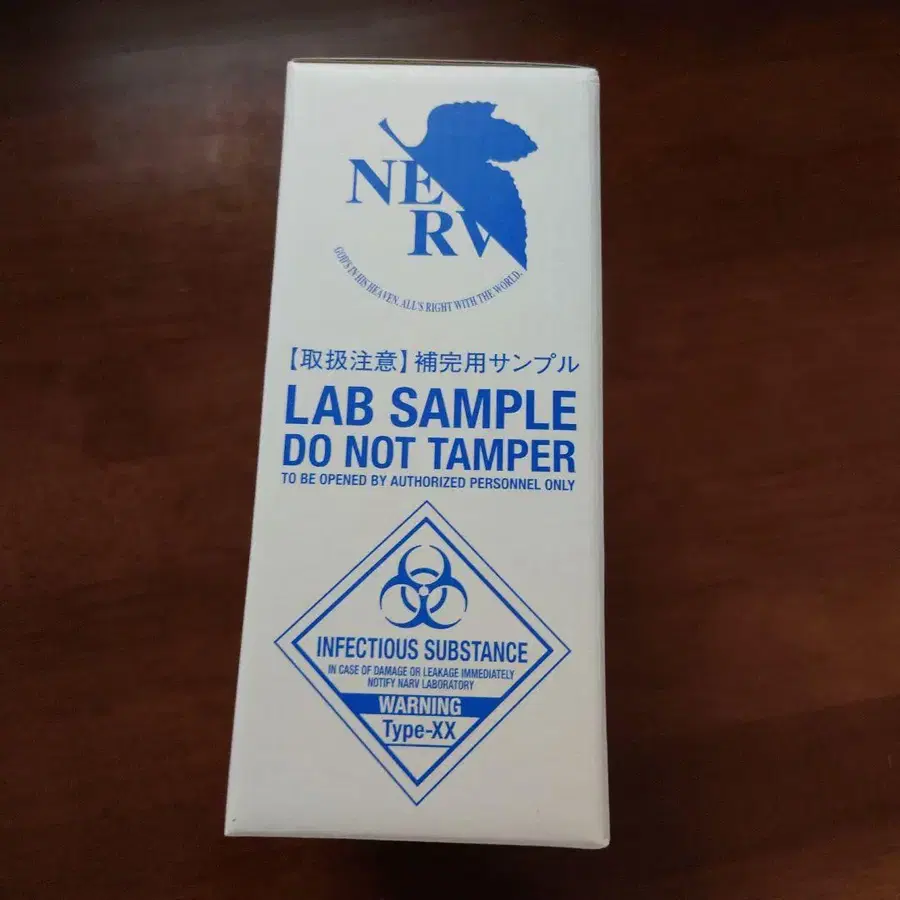 NERV
GOD'S IN HIS HEAVEN. ALL'S RIGHT WITH THE WORLD.
【取扱注意】補完用サンプル
LAB SAMPLE
DO NOT TAMPER
TO BE OPENED BY AUTHORIZED PERSONNEL ONLY
INFECTIOUS SUBSTANCE
IN CASE OF DAMAGE OR LEAKAGE IMMEDIATELY
NOTIFY NARV LABORATORY
WARNING
Type-XX